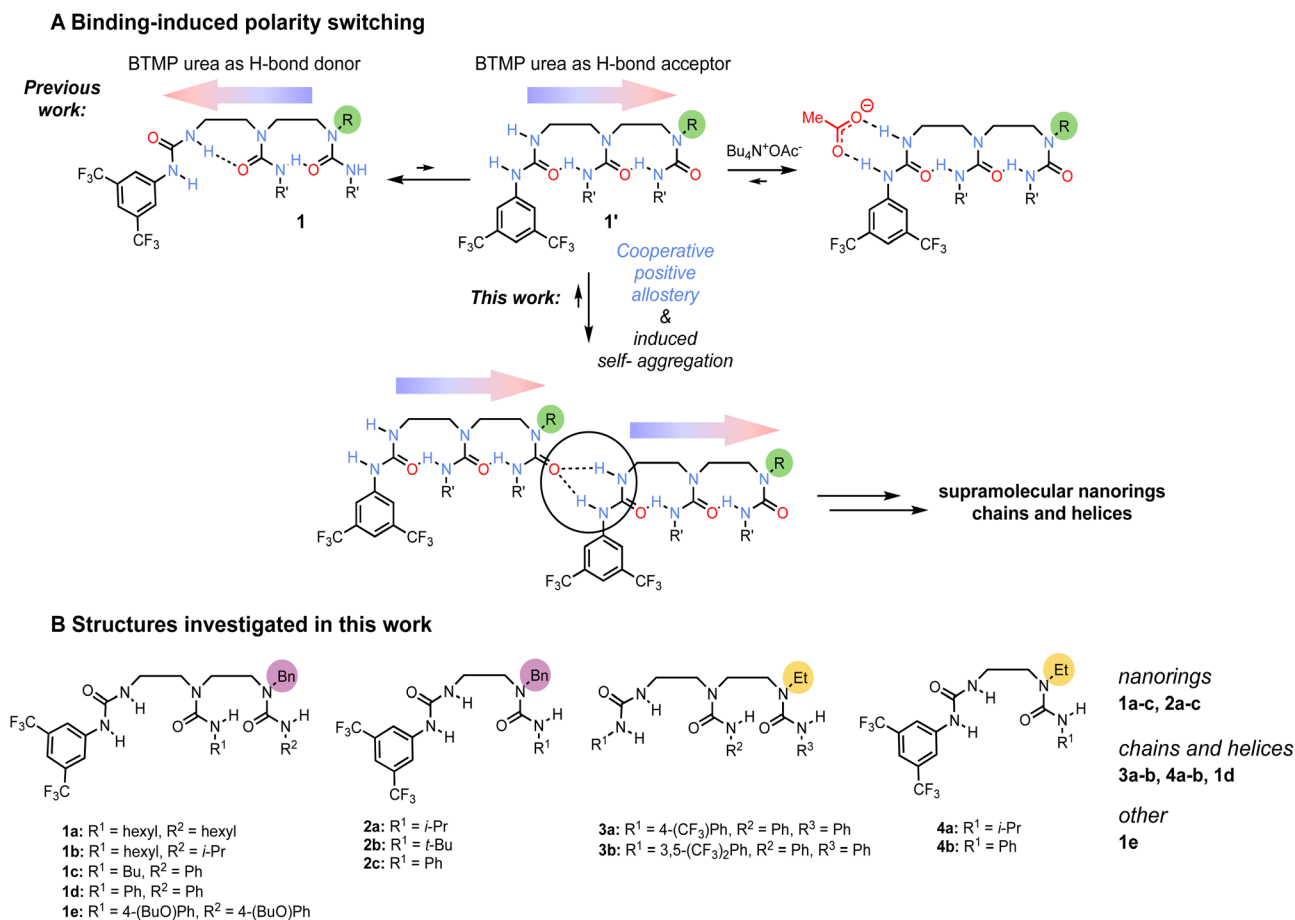 A Binding-induced polarity switching
BTMP urea as H-bond donor
BTMP urea as H-bond acceptor
Previous
work:
R
O
N
H
N
H
F3C
CF3
N
O
H
N
R'
N
O
NH
R'
1
R
H
N
N
N
H
N
O
H
N
R'
O
H
N
R'
O
F3C
CF3
1'
Bu4N+OAc-
Me
O
⊖
O
R
H
N
N
N
H
N
O
H
N
R'
O
H
N
R'
O
F3C
CF3
This work:
Cooperative
positive
allostery
&
induced
self- aggregation
R
H
N
N
N
H
N
O
H
N
R'
O
H
N
R'
O
F3C
CF3
R
H
N
N
N
H
N
O
H
N
R'
O
H
N
R'
O
F3C
CF3
supramolecular nanorings
chains and helices
B Structures investigated in this work
Bn
O
N
H
N
H
N
O
N
H
R1
N
O
N
H
R2
F3C
F3C
1a: R1 = hexyl, R2 = hexyl
1b: R1 = hexyl, R2 = i-Pr
1c: R1 = Bu, R2 = Ph
1d: R1 = Ph, R2 = Ph
1e: R1 = 4-(BuO)Ph, R2 = 4-(BuO)Ph
Bn
O
N
H
N
H
N
O
N
H
R1
F3C
CF3
2a: R1 = i-Pr
2b: R1 = t-Bu
2c: R1 = Ph
Et
O
N
H
R1
N
H
N
O
N
H
R2
N
O
N
H
R3
3a: R1 = 4-(CF3)Ph, R2 = Ph, R3 = Ph
3b: R1 = 3,5-(CF3)2Ph, R2 = Ph, R3 = Ph
Et
O
N
H
N
H
N
O
N
H
R1
F3C
CF3
4a: R1 = i-Pr
4b: R1 = Ph
nanorings
1a-c, 2a-c
chains and helices
3a-b, 4a-b, 1d
other
1e